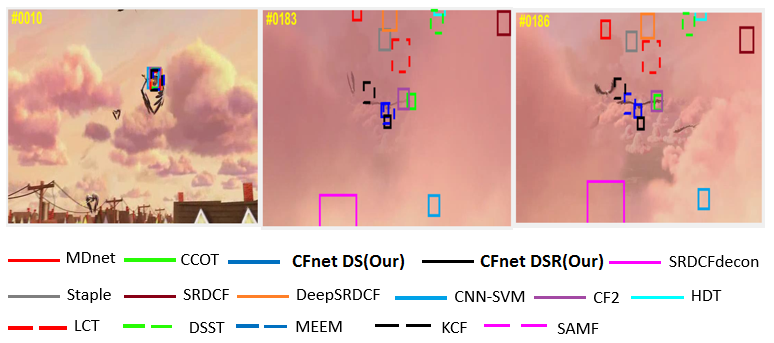 #0010 #0183 #0186
MDnet CCOT CFnet DS(Our) CFnet DSR(Our) SRDCFdecon
Staple SRDCF DeepSRDCF CNN-SVM CF2 HDT
LCT DSST MEEM KCF SAMF